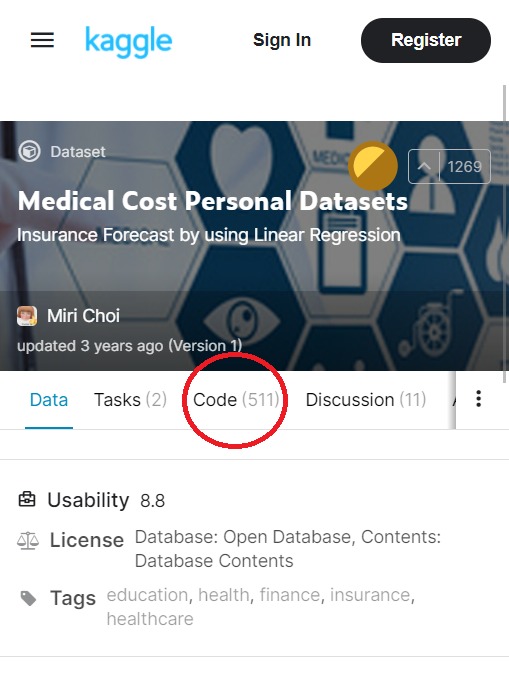 kaggle
Sign In
Register
Dataset
MEDIC
1269
Medical Cost Personal Datasets
Insurance Forecast by using Linear Regression
Miri Choi
updated 3 years ago (Version 1)
Data Tasks (2) Code (511) Discussion (11)
Usability 8.8
License Database: Open Database, Contents:
Database Contents
Tags education, health, finance, insurance,
healthcare